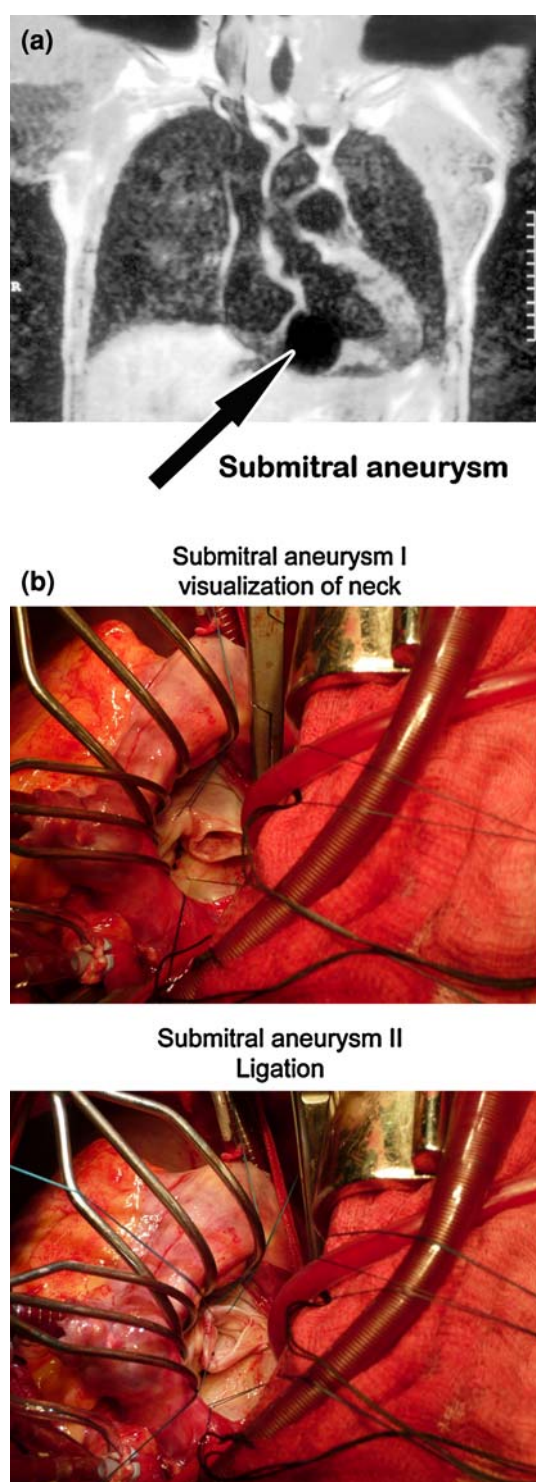 (a)
R
Submitral aneurysm
Submitral aneurysm I
(b)
visualization of neck
Submitral aneurysm II
Ligation